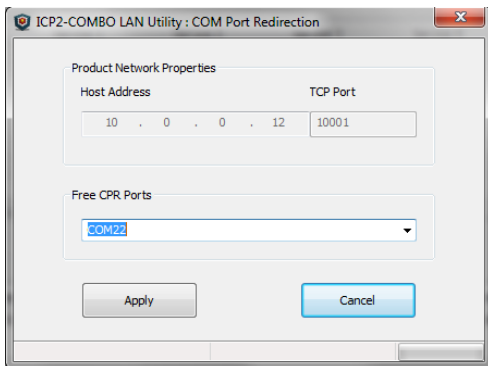 ICP2-COMBO LAN Utility : COM Port Redirection
Product Network Properties
Host Address TCP Port
10 . 0 . 0 . 12 10001
Free CPR Ports
COM22
Apply Cancel